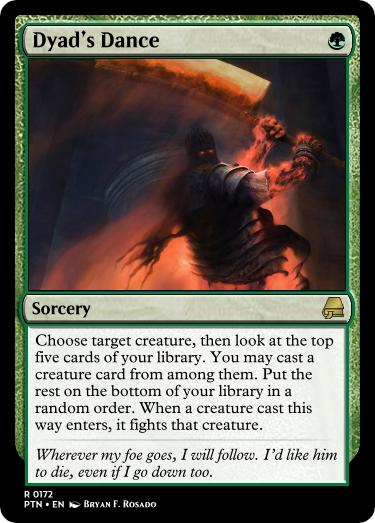 Dyad's Dance
Sorcery
Choose target creature, then look at the top
five cards of your library. You may cast a
creature card from among them. Put the
rest on the bottom of your library in a
random order. When a creature cast this
way enters, it fights that creature.
Wherever my foe goes, I will follow. I'd like him
to die, even if I go down too.
R 0172
PTN • EN Bryan F. Rosado